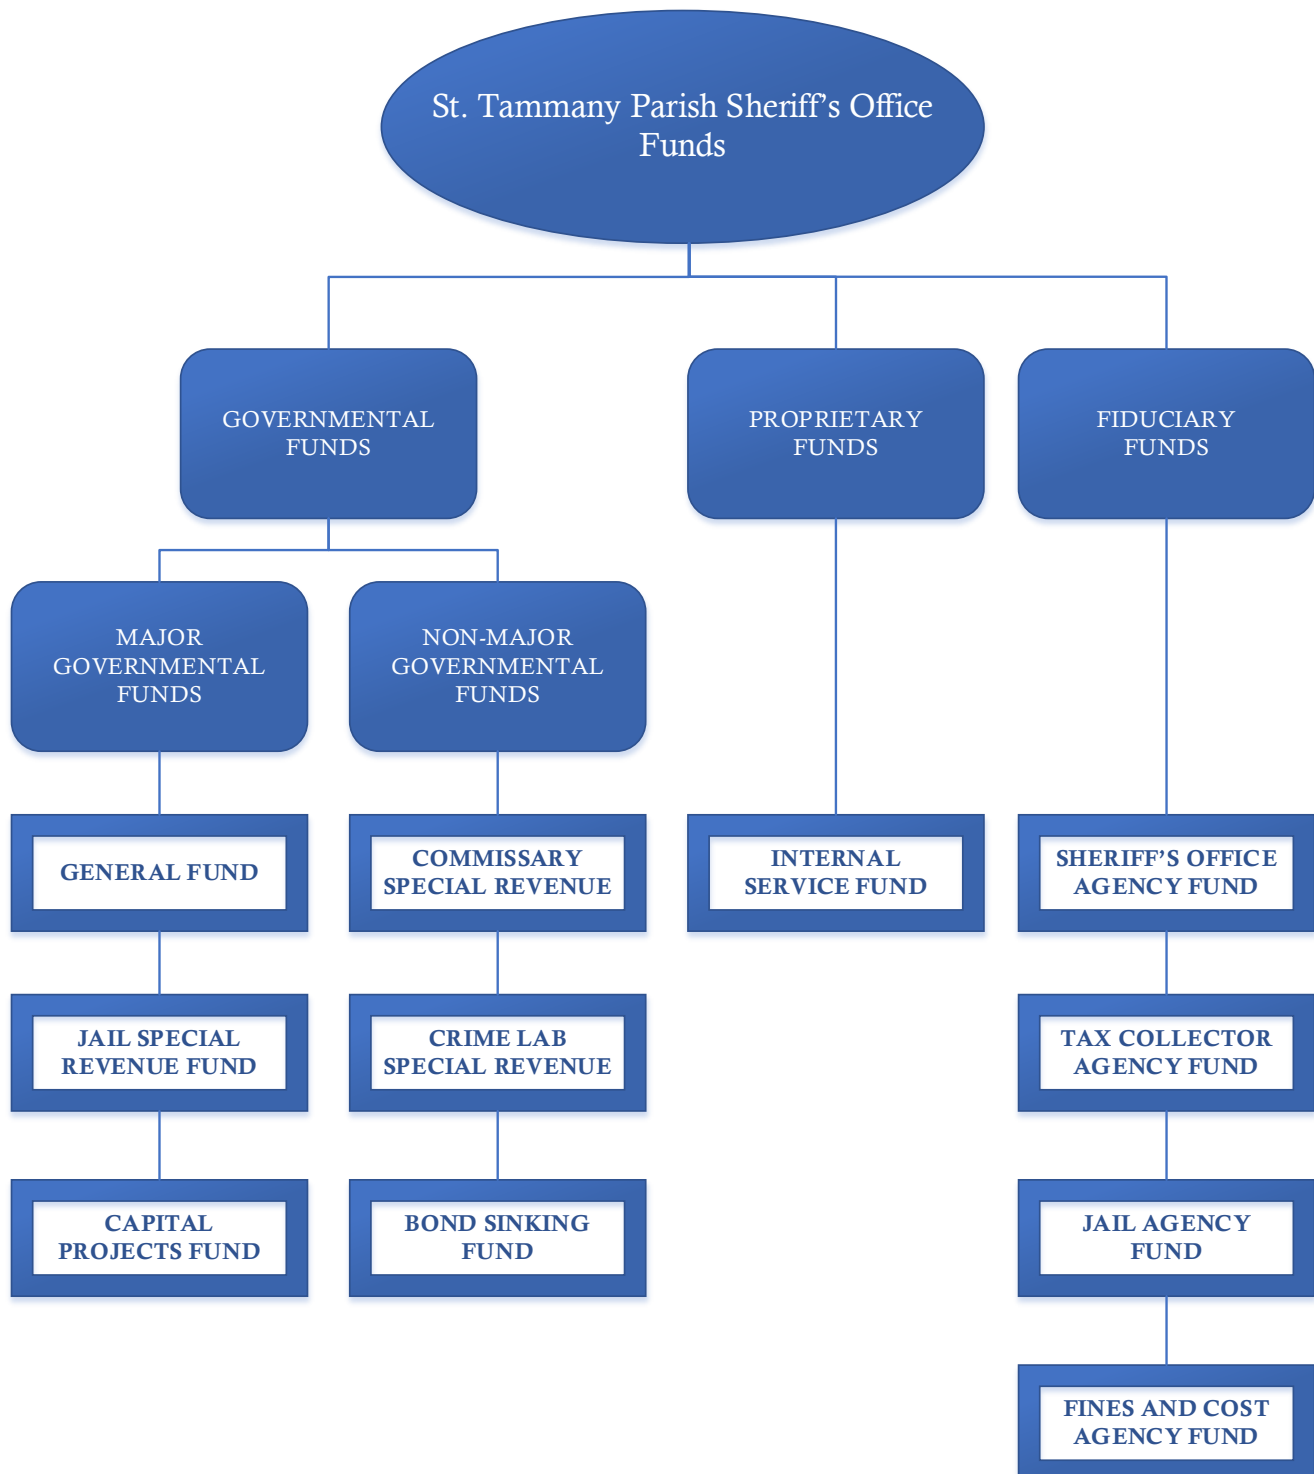 St. Tammany Parish Sheriff’s Office
Funds
GOVERNMENTAL
FUNDS
PROPRIETARY
FUNDS
FIDUCIARY
FUNDS
MAJOR
GOVERNMENTAL
FUNDS
NON-MAJOR
GOVERNMENTAL
FUNDS
GENERAL FUND
COMMISSARY
SPECIAL REVENUE
INTERNAL
SERVICE FUND
SHERIFF’S OFFICE
AGENCY FUND
JAIL SPECIAL
REVENUE FUND
CRIME LAB
SPECIAL REVENUE
TAX COLLECTOR
AGENCY FUND
CAPITAL
PROJECTS FUND
BOND SINKING
FUND
JAIL AGENCY
FUND
FINES AND COST
AGENCY FUND